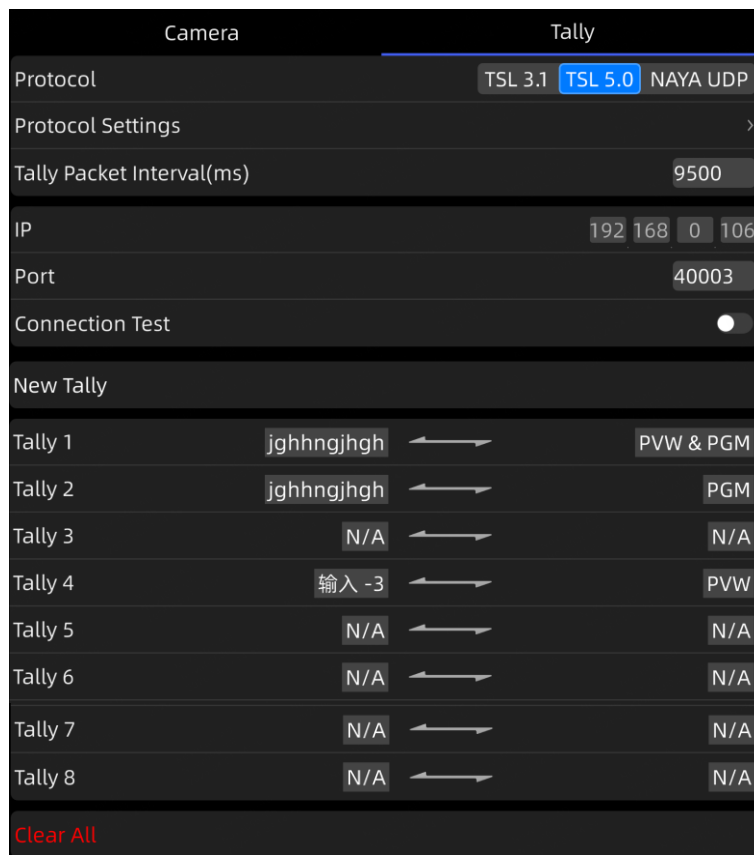 Camera Tally
Protocol TSL 3.1 TSL 5.0 NAYA UDP
Protocol Settings >
Tally Packet Interval(ms) 9500
IP 192 168 0 106
Port 40003
Connection Test
New Tally
Tally 1 jghhngjhgh PVW & PGM
Tally 2 jghhngjhgh PGM
Tally 3 N/A N/A
Tally 4 输入 -3 PVW
Tally 5 N/A N/A
Tally 6 N/A N/A
Tally 7 N/A N/A
Tally 8 N/A N/A
Clear All